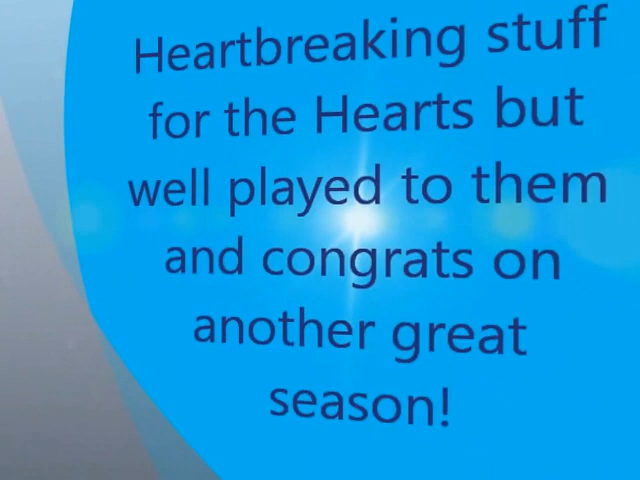 Heartbreaking stuff
for the Hearts but
well played to them
and congrats on
another great
season!